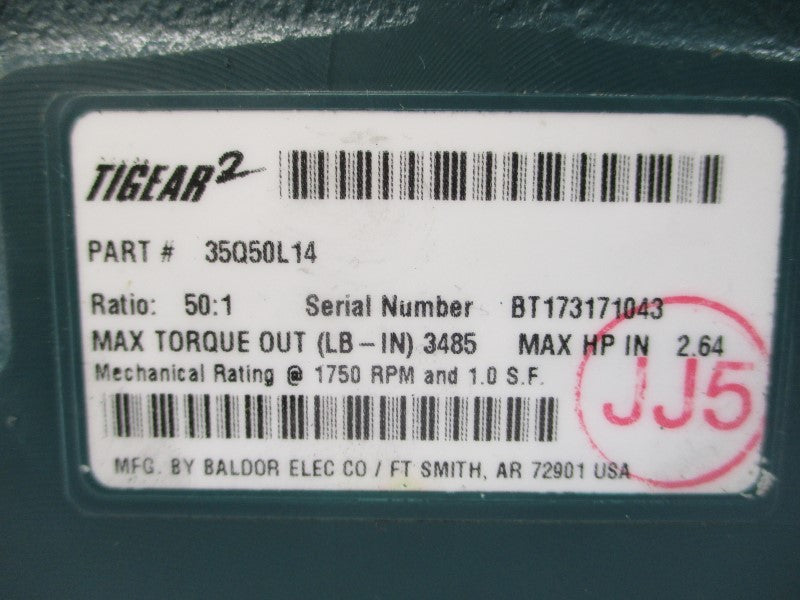 TIGEAR2
PART # 35Q50L14
Ratio: 50:1 Serial Number BT173171043
MAX TORQUE OUT (LB-IN) 3485 MAX HP IN 2.64
Mechanical Rating @ 1750 RPM and 1.0 S.F.
JJ5
MFG. BY BALDOR ELEC CO / FT SMITH, AR 72901 USA